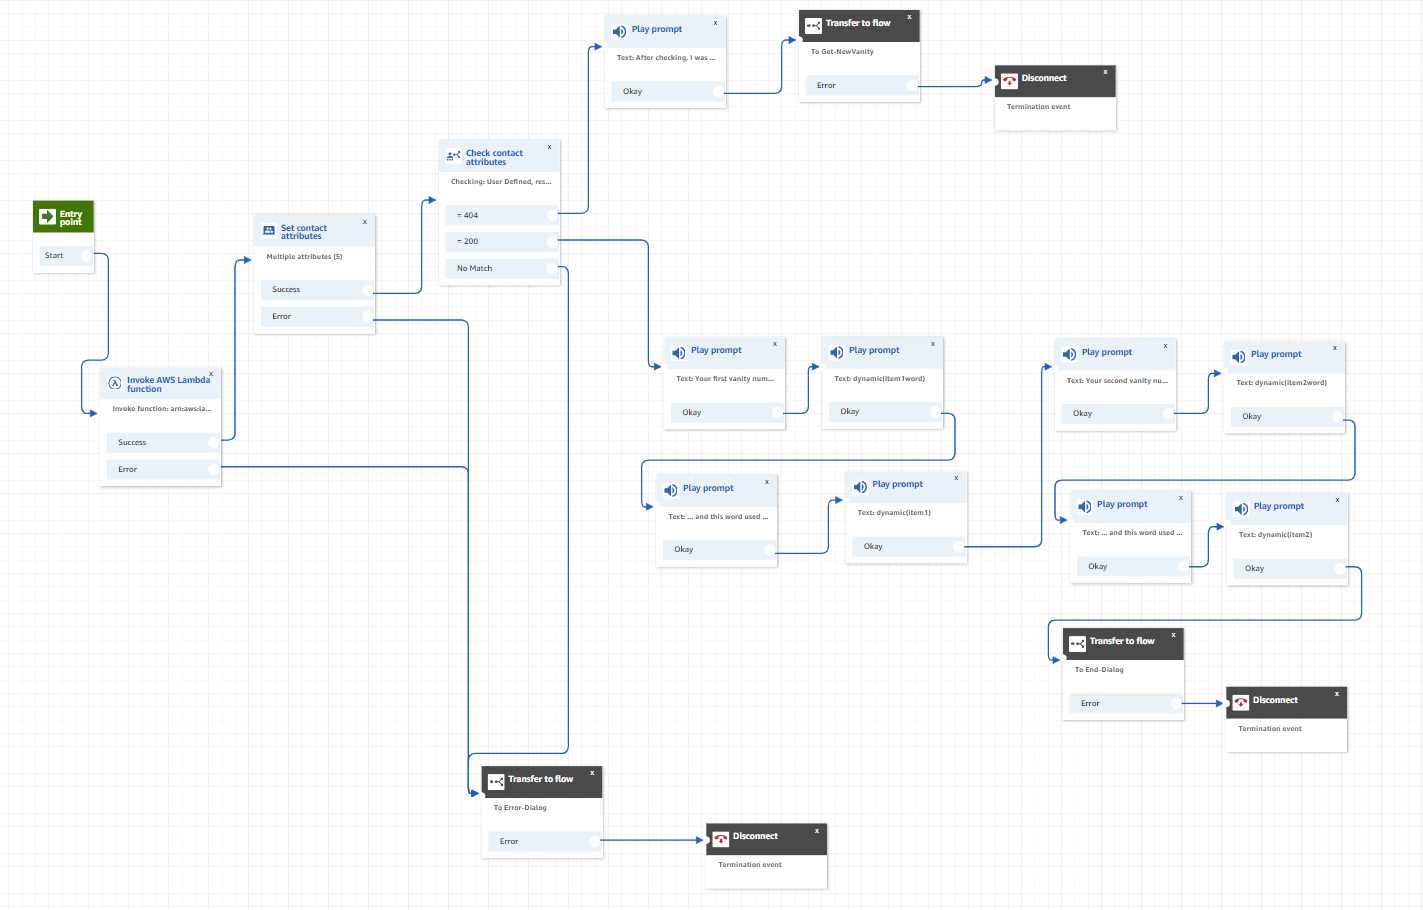 Play prompt
x
Text: After checking, I was ...
Okay
Transfer to flow
x
To Get-NewVanity
Error
Disconnect
x
Termination event
Check contact
attributes
x
Checking: User Defined, res...
= 404
= 200
No Match
Entry
point
Start
Set contact
attributes
x
Multiple attributes (5)
Success
Error
Invoke AWS Lambda
function
x
Invoke function: arn:aws:la...
Success
Error
Play prompt
x
Text: Your first vanity num...
Okay
Play prompt
x
Text: dynamic(item1word)
Okay
Play prompt
x
Text: ... and this word used ...
Okay
Play prompt
x
Text: dynamic(item1)
Okay
Play prompt
x
Text: Your second vanity nu...
Okay
Play prompt
x
Text: dynamic(item2word)
Okay
Play prompt
x
Text: ... and this word used ...
Okay
Play prompt
x
Text: dynamic(item2)
Okay
Transfer to flow
x
To End-Dialog
Error
Disconnect
x
Termination event
Transfer to flow
x
To Error-Dialog
Error
Disconnect
x
Termination event